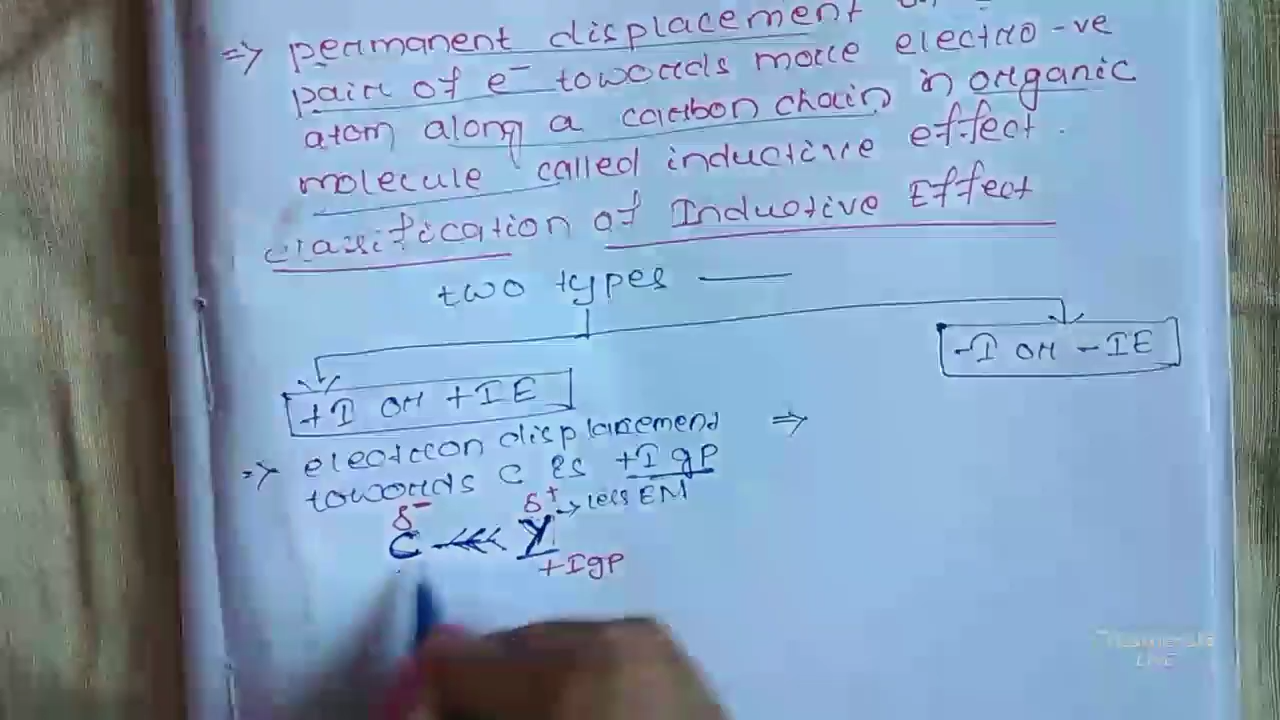 => permanent displacement
pair of e⁻ towards more electro -ve
atom along a carbon chain in organic
molecule called inductive effect.
classification of Inductive Effect
two types —
+I OR +IE
-I OR -IE
=> electron displacement
towards C is +I gp
=>
δ⁻ δ⁺ → less EN
C ⋘ Y
+Igp
LIVE